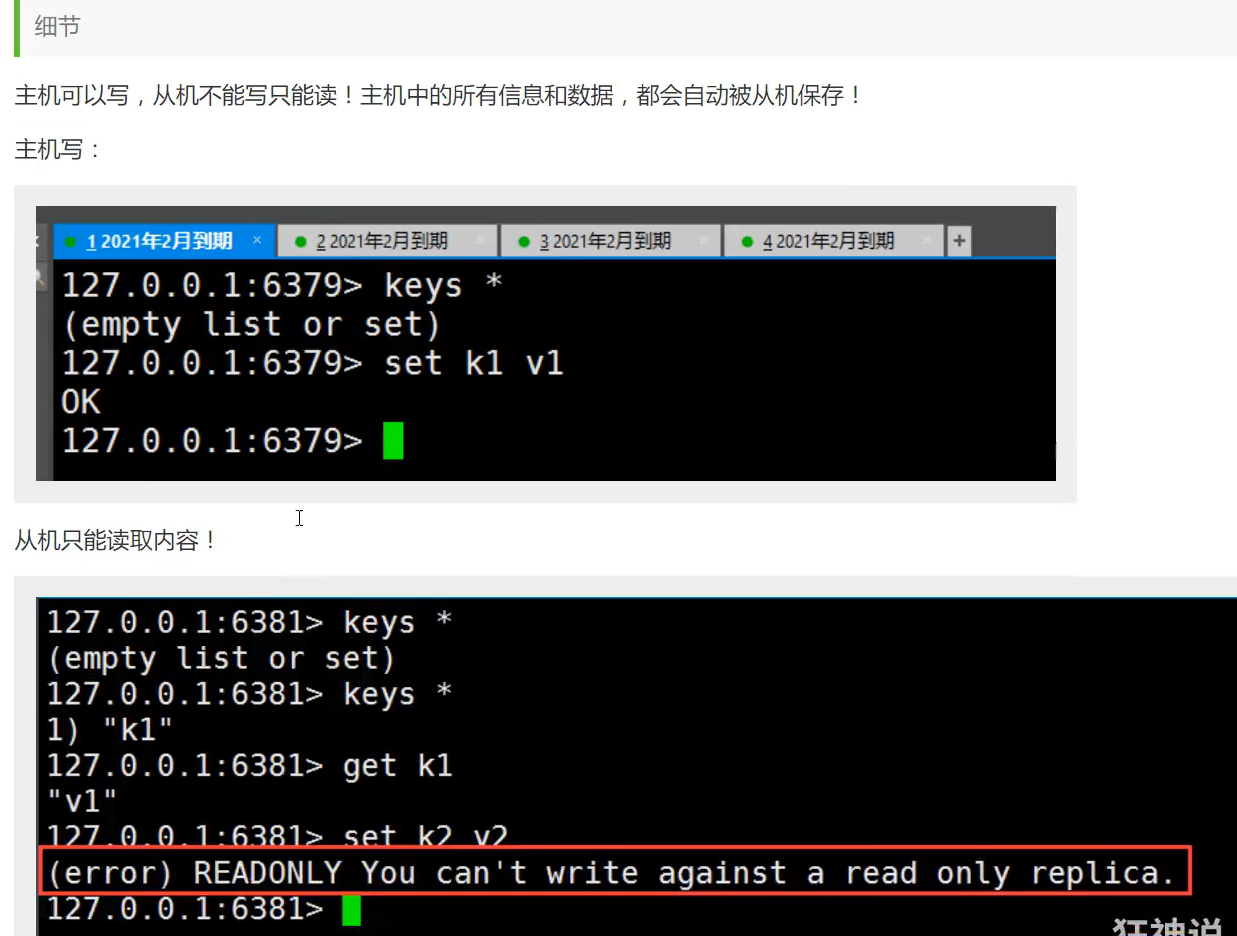 细节
主机可以写，从机不能写只能读！主机中的所有信息和数据，都会自动被从机保存！
主机写：
1 2021年2月到期 × 2 2021年2月到期 × 3 2021年2月到期 × 4 2021年2月到期 × +
127.0.0.1:6379> keys *
(empty list or set)
127.0.0.1:6379> set k1 v1
OK
127.0.0.1:6379>
从机只能读取内容！
127.0.0.1:6381> keys *
(empty list or set)
127.0.0.1:6381> keys *
1) "k1"
127.0.0.1:6381> get k1
"v1"
127.0.0.1:6381> set k2 v2
(error) READONLY You can't write against a read only replica.
127.0.0.1:6381>
狂神说